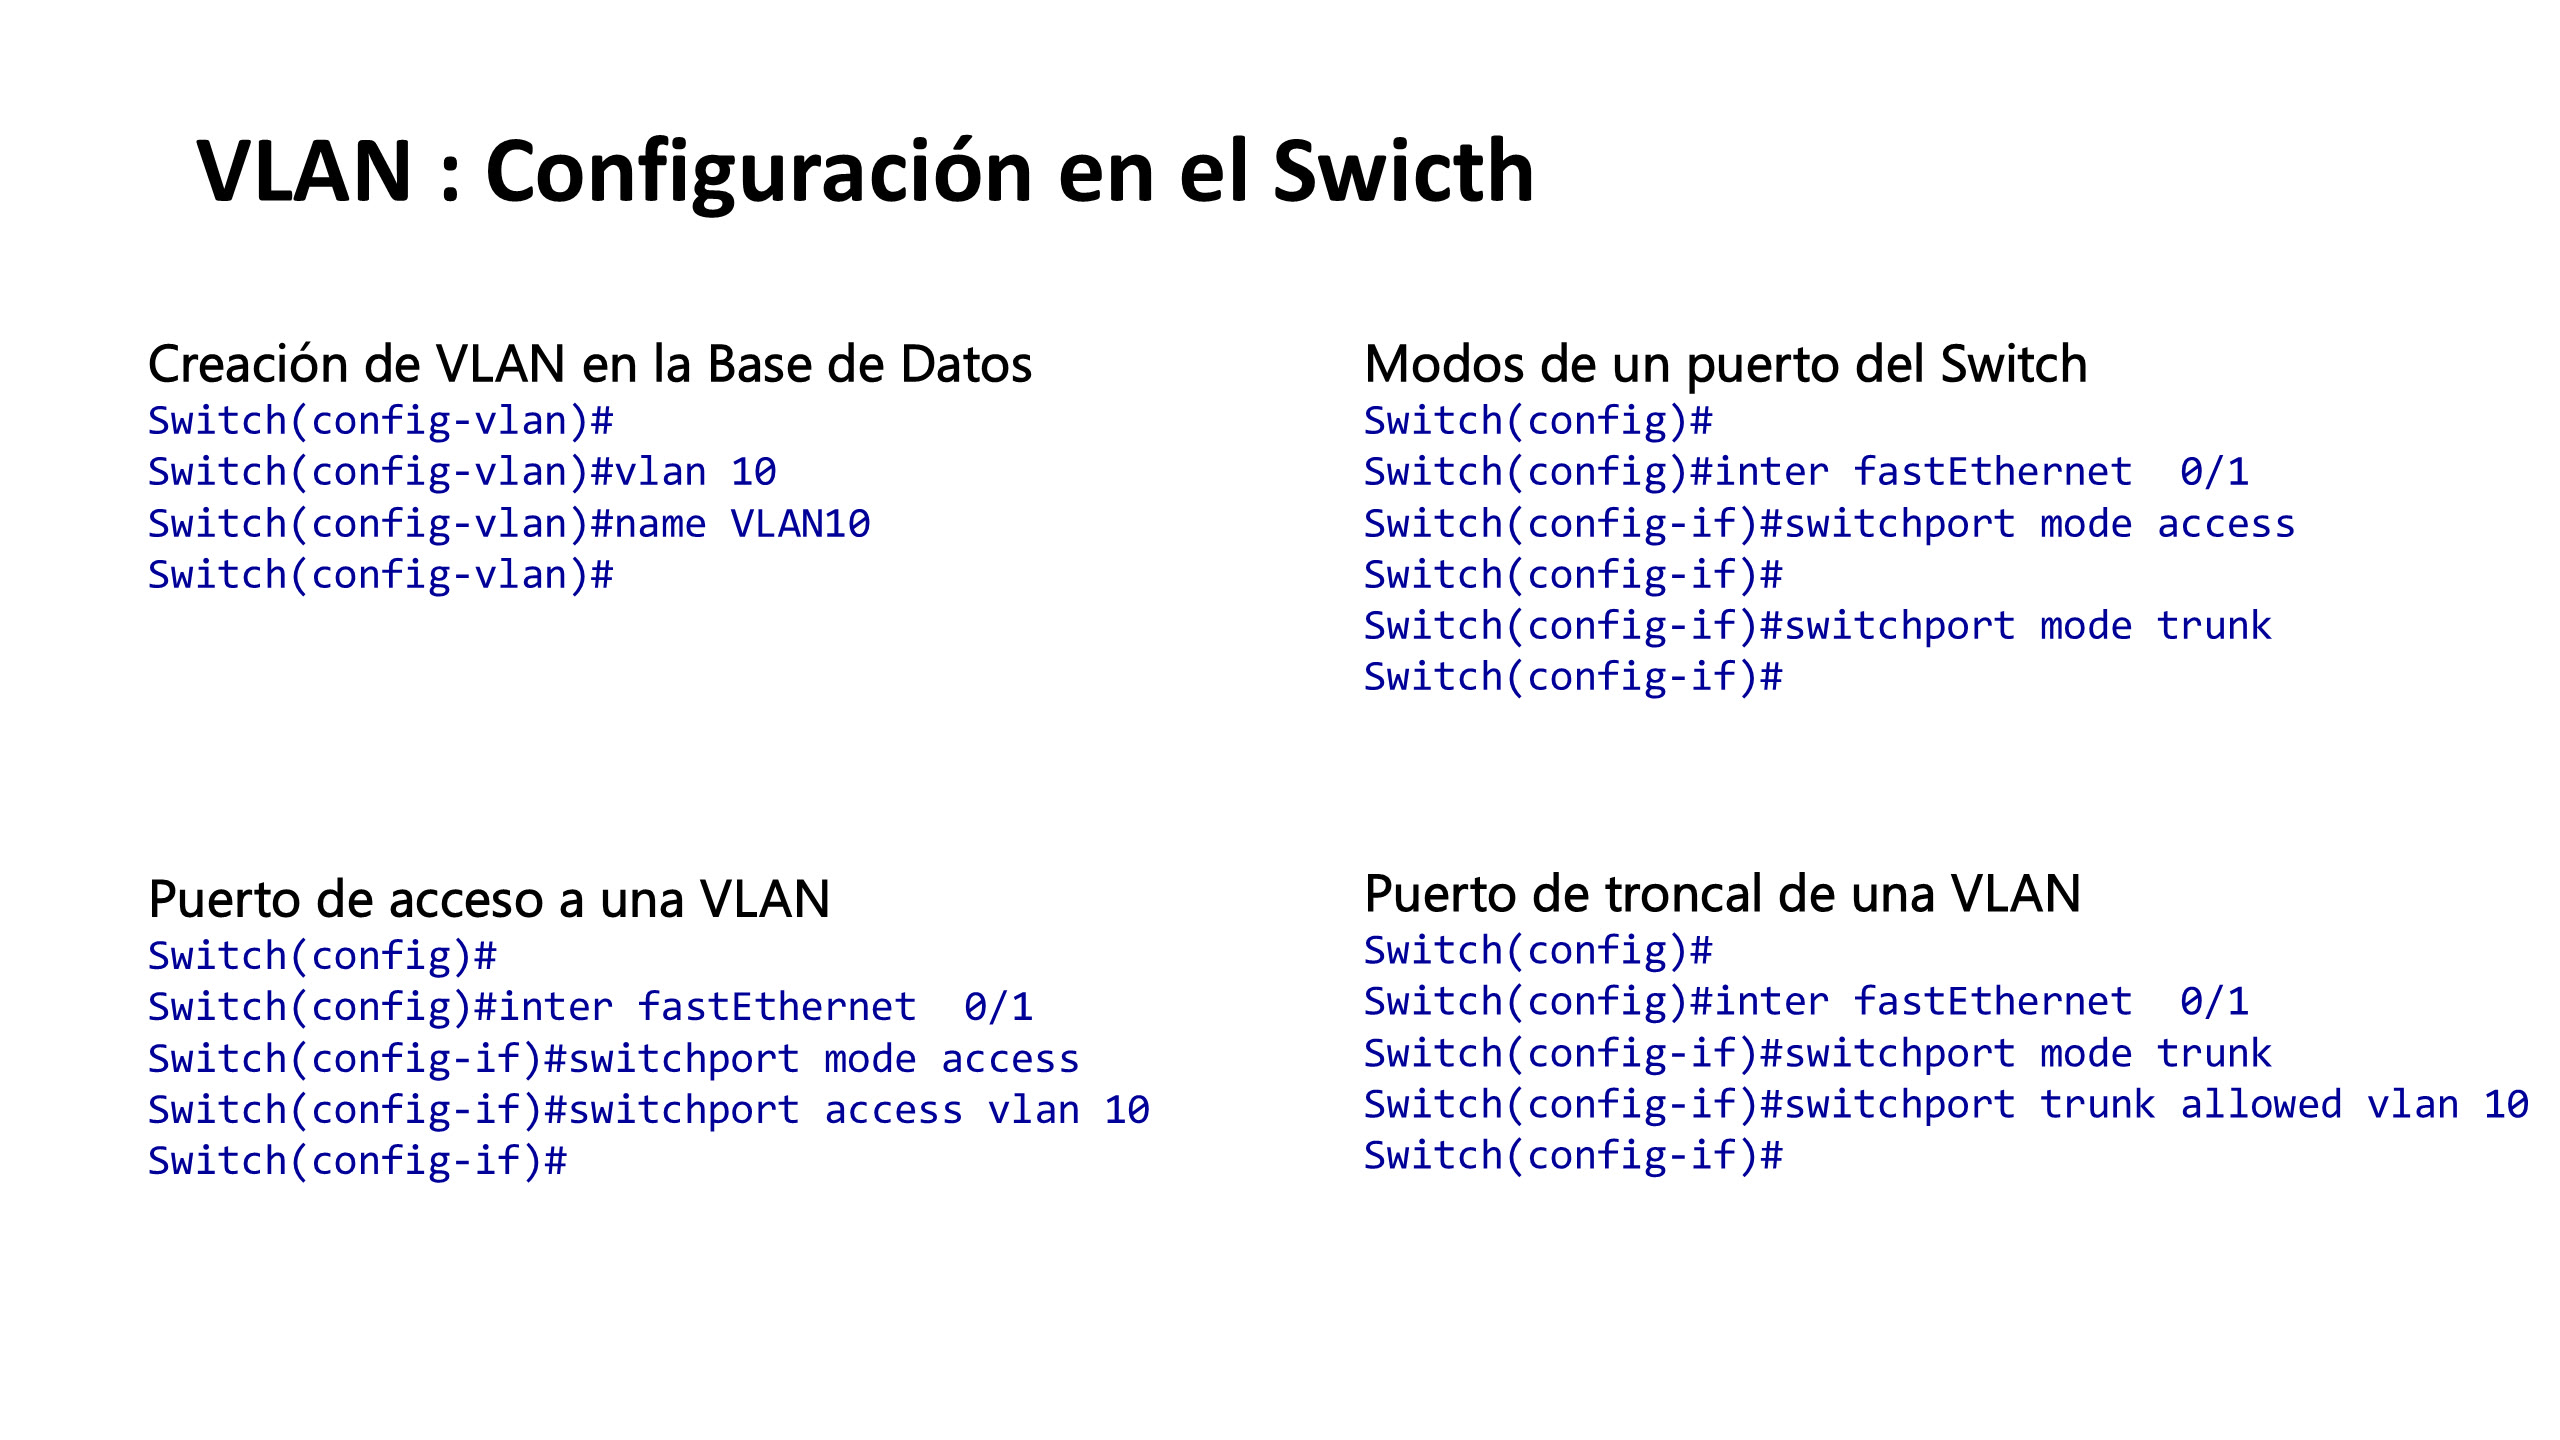 VLAN : Configuración en el Swicth
Creación de VLAN en la Base de Datos
Switch(config-vlan)#
Switch(config-vlan)#vlan 10
Switch(config-vlan)#name VLAN10
Switch(config-vlan)#
Modos de un puerto del Switch
Switch(config)#
Switch(config)#inter fastEthernet  0/1
Switch(config-if)#switchport mode access
Switch(config-if)#
Switch(config-if)#switchport mode trunk
Switch(config-if)#
Puerto de acceso a una VLAN
Switch(config)#
Switch(config)#inter fastEthernet  0/1
Switch(config-if)#switchport mode access
Switch(config-if)#switchport access vlan 10
Switch(config-if)#
Puerto de troncal de una VLAN
Switch(config)#
Switch(config)#inter fastEthernet  0/1
Switch(config-if)#switchport mode trunk
Switch(config-if)#switchport trunk allowed vlan 10
Switch(config-if)#